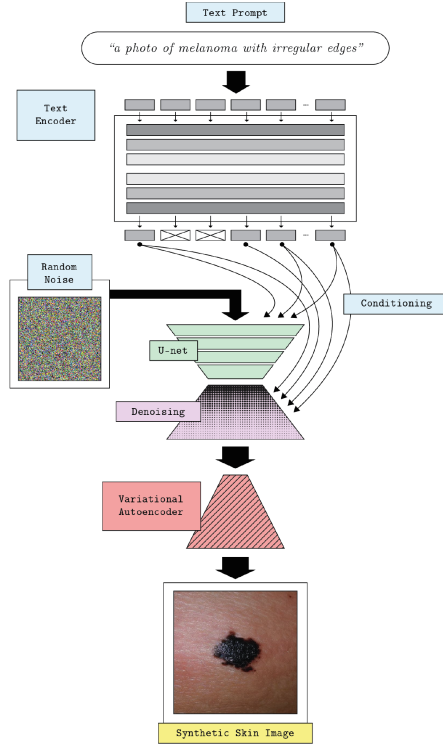 Text Prompt
“a photo of melanoma with irregular edges”
Text
Encoder
Random
Noise
Conditioning
U-net
Denoising
Variational
Autoencoder
Synthetic Skin Image